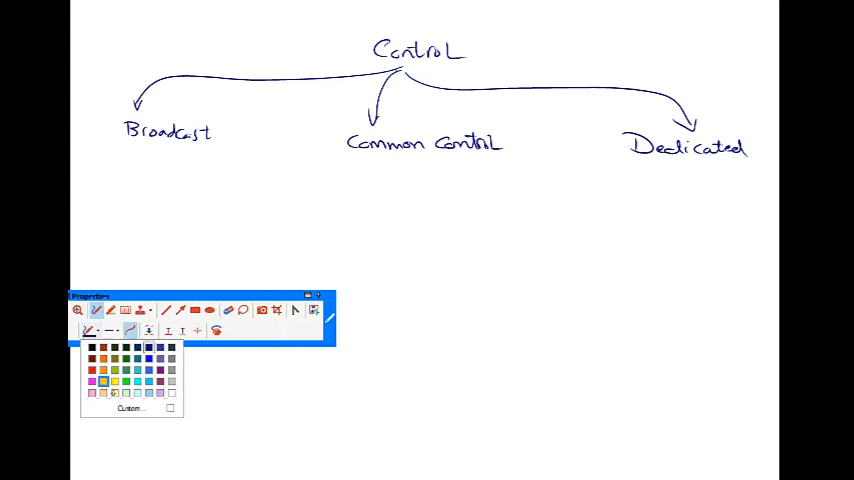 Control
Broadcast
Common Control
Dedicated
Properties
Custom...